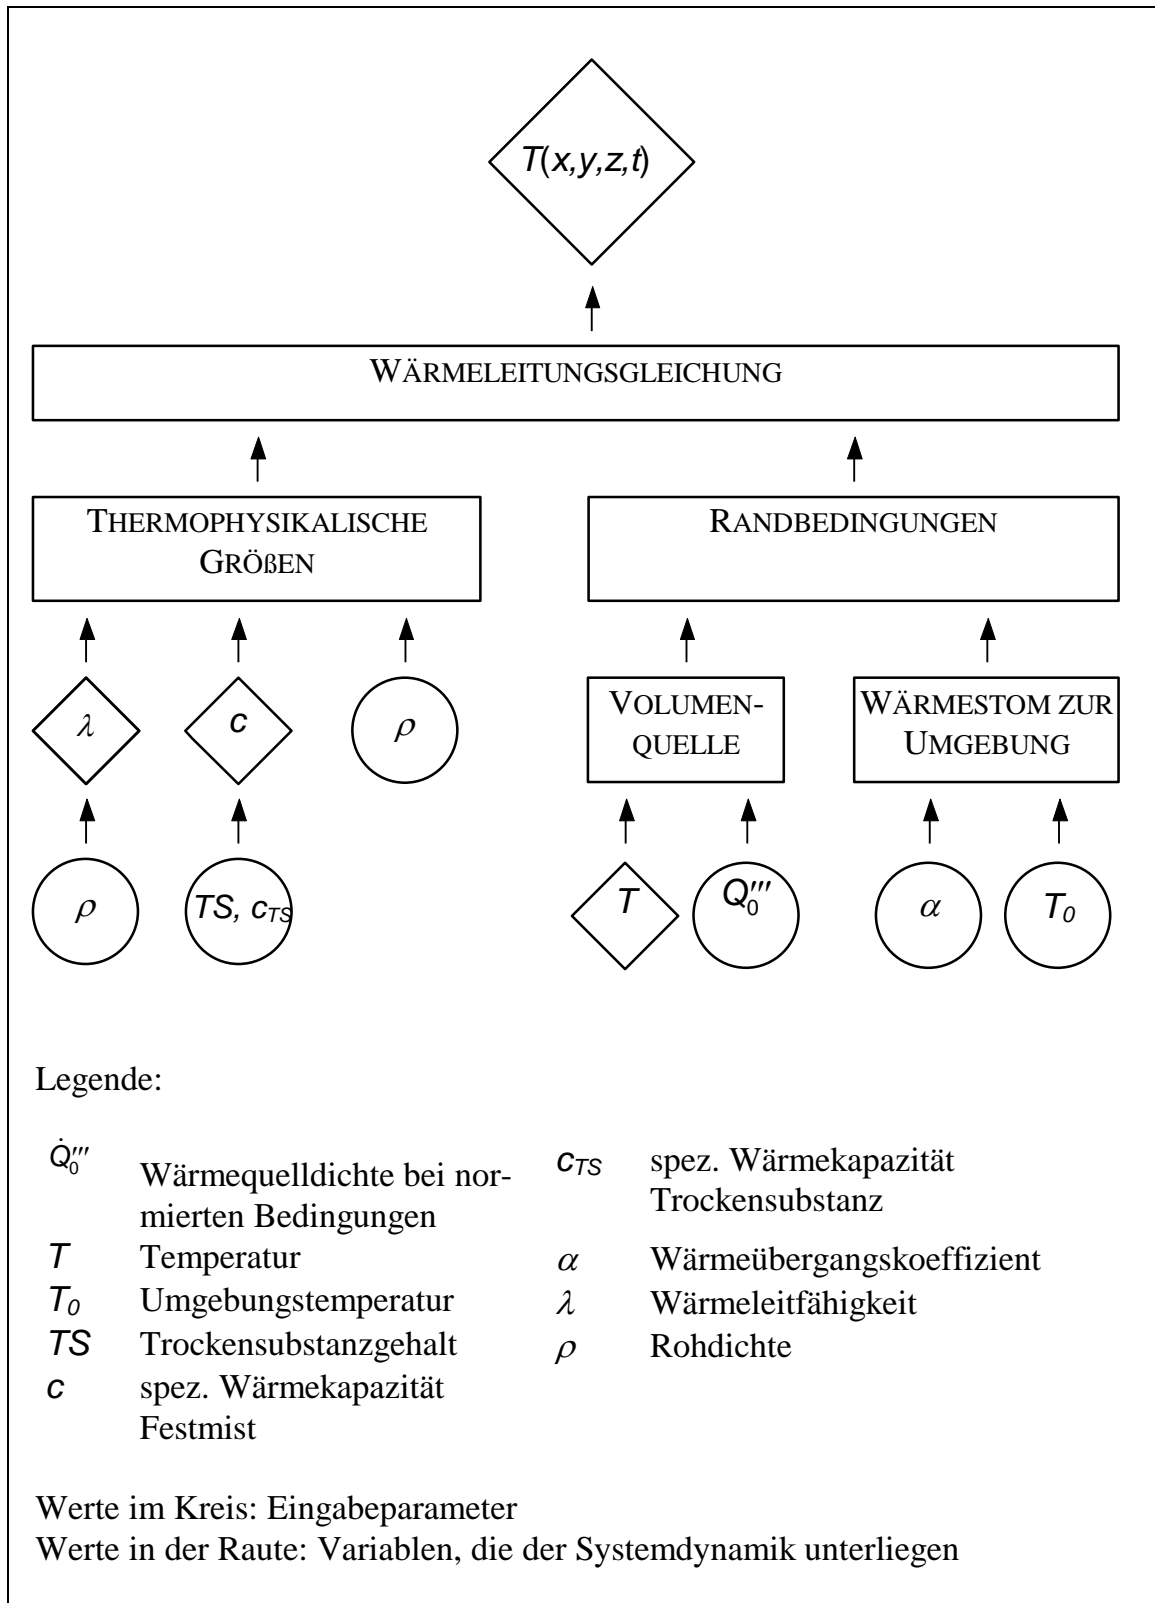 T(x,y,z,t)
WÄRMELEITUNGSGLEICHUNG
THERMOPHYSIKALISCHE
GRÖßEN
RANDBEDINGUNGEN
λ
c
ρ
VOLUMEN-
QUELLE
WÄRMESTOM ZUR
UMGEBUNG
ρ
TS, c_TS
T
Q‴_0
α
T_0
Legende:
Q̇‴_0 Wärmequelldichte bei nor-
mierten Bedingungen
T Temperatur
T_0 Umgebungstemperatur
TS Trockensubstanzgehalt
c spez. Wärmekapazität
Festmist
c_TS spez. Wärmekapazität
Trockensubstanz
α Wärmeübergangskoeffizient
λ Wärmeleitfähigkeit
ρ Rohdichte
Werte im Kreis: Eingabeparameter
Werte in der Raute: Variablen, die der Systemdynamik unterliegen